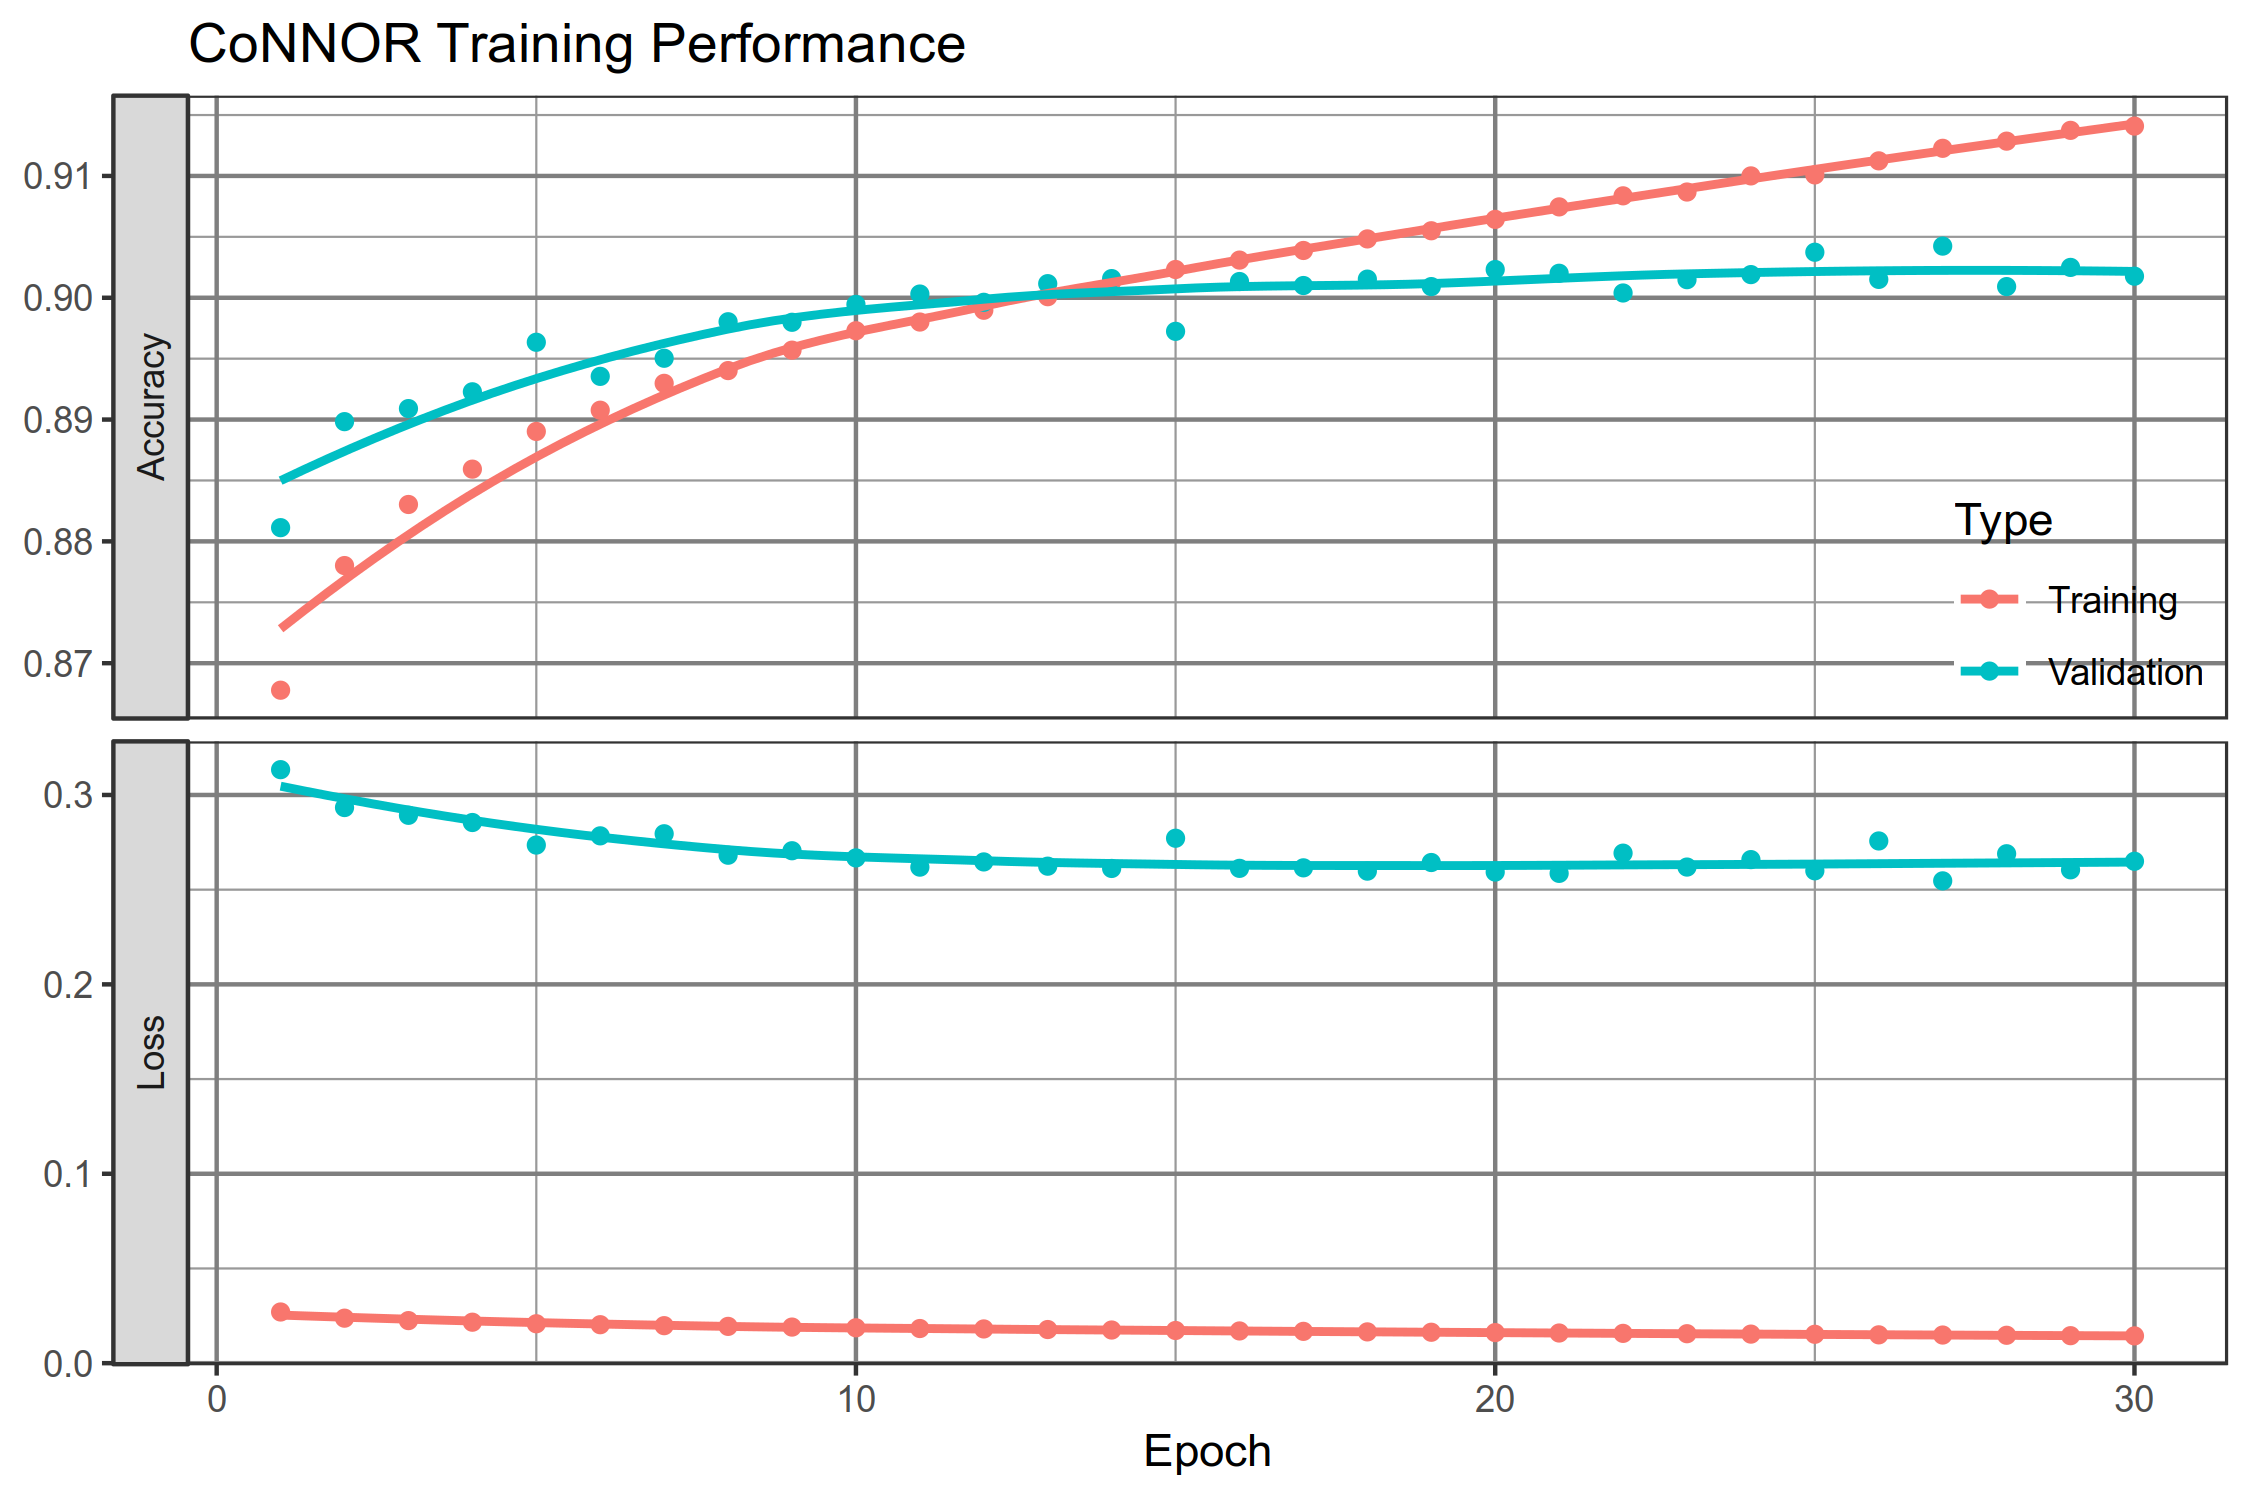 CoNNOR Training Performance
0.91
0.90
0.89
0.88
0.87
Accuracy
Type
Training
Validation
0.3
0.2
0.1
0.0
Loss
0
10
20
30
Epoch